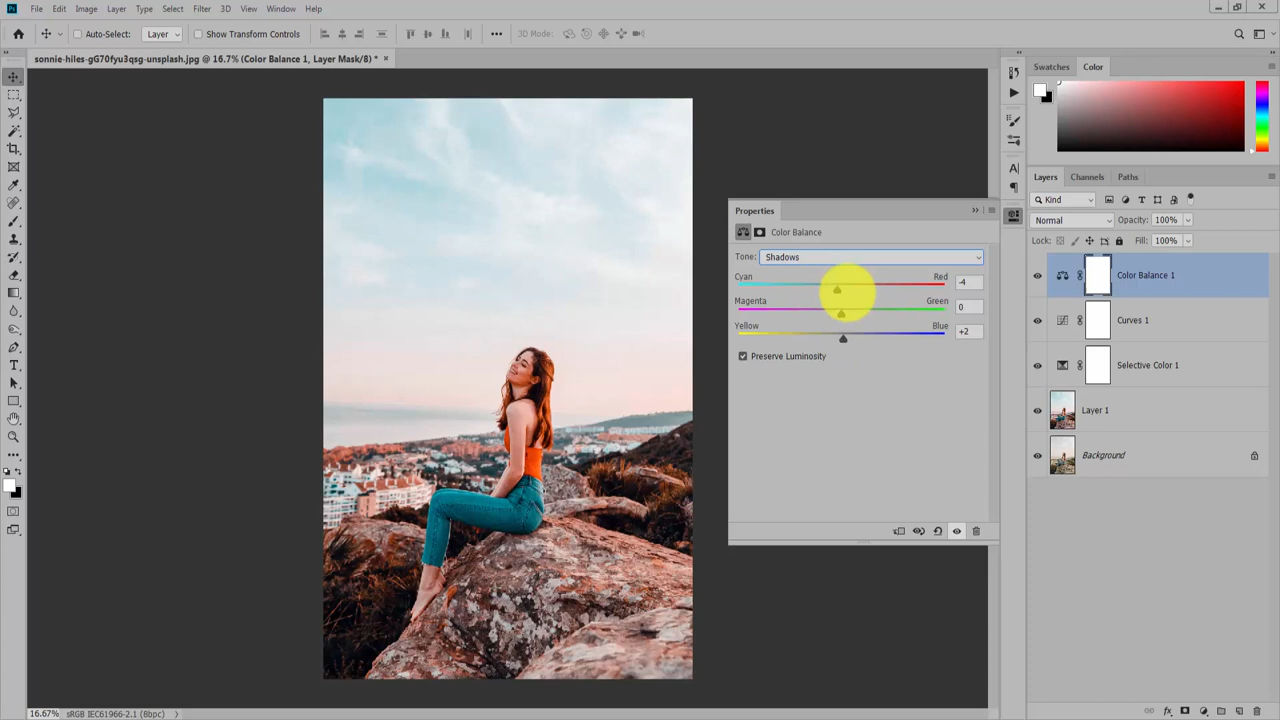 Ps File Edit Image Layer Type Select Filter 3D View Window Help
Auto-Select: Layer Show Transform Controls 3D Mode:
sonnie-hiles-gG70fyu3qsg-unsplash.jpg @ 16.7% (Color Balance 1, Layer Mask/8) *
Swatches Color
Properties
Color Balance
Tone: Shadows
Cyan Red -4
Magenta Green 0
Yellow Blue +2
Preserve Luminosity
Layers Channels Paths
Kind
Normal Opacity: 100%
Lock: Fill: 100%
Color Balance 1
Curves 1
Selective Color 1
Layer 1
Background
16.67% sRGB IEC61966-2.1 (8bpc)